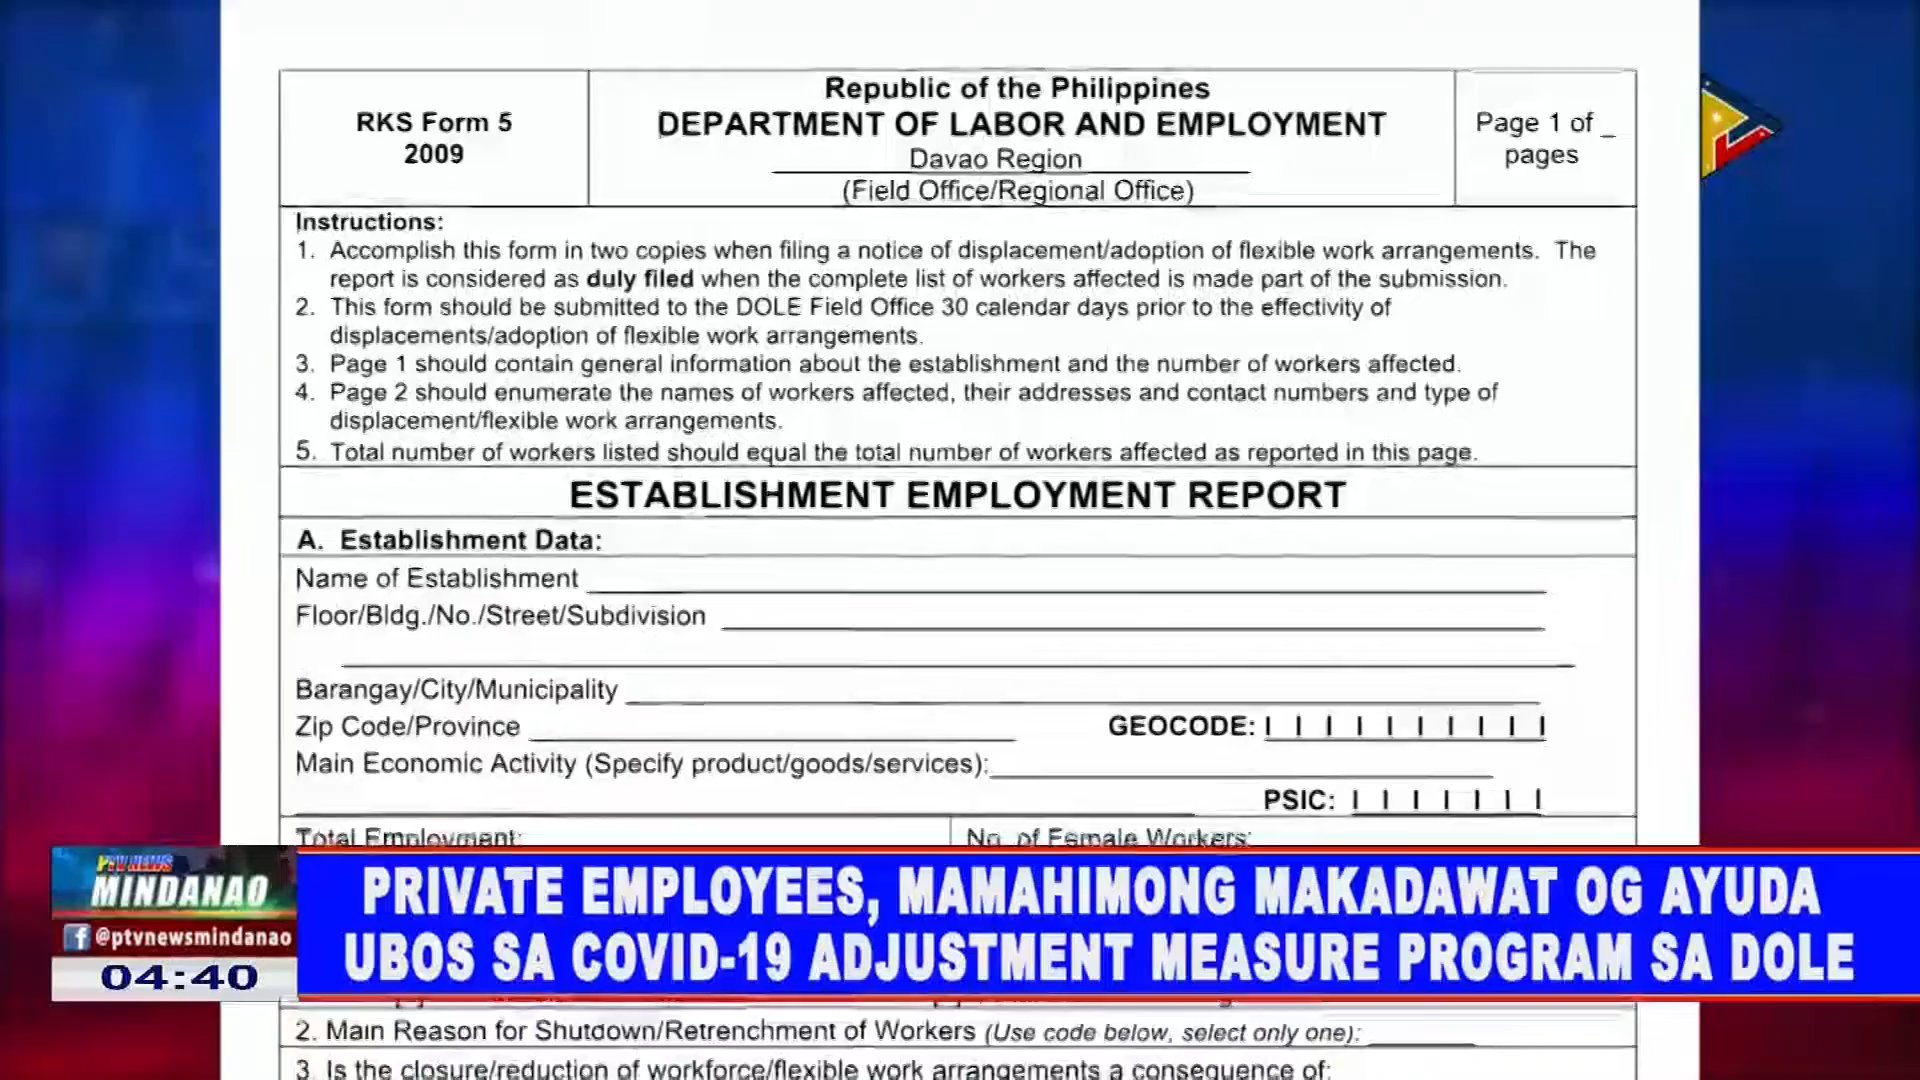 RKS Form 5
2009
Republic of the Philippines
DEPARTMENT OF LABOR AND EMPLOYMENT
Davao Region
(Field Office/Regional Office)
Page 1 of _
pages
Instructions:
1. Accomplish this form in two copies when filing a notice of displacement/adoption of flexible work arrangements. The
report is considered as duly filed when the complete list of workers affected is made part of the submission.
2. This form should be submitted to the DOLE Field Office 30 calendar days prior to the effectivity of
displacements/adoption of flexible work arrangements.
3. Page 1 should contain general information about the establishment and the number of workers affected.
4. Page 2 should enumerate the names of workers affected, their addresses and contact numbers and type of
displacement/flexible work arrangements.
5. Total number of workers listed should equal the total number of workers affected as reported in this page.
ESTABLISHMENT EMPLOYMENT REPORT
A. Establishment Data:
Name of Establishment
Floor/Bldg./No./Street/Subdivision
Barangay/City/Municipality
Zip Code/Province
GEOCODE:
Main Economic Activity (Specify product/goods/services):
PSIC:
Total Employment:
No. of Female Workers:
PTV NEWS
MINDANAO
@ptvnewsmindanao
04:40
PRIVATE EMPLOYEES, MAMAHIMONG MAKADAWAT OG AYUDA
UBOS SA COVID-19 ADJUSTMENT MEASURE PROGRAM SA DOLE
2. Main Reason for Shutdown/Retrenchment of Workers (Use code below, select only one):
3. Is the closure/reduction of workforce/flexible work arrangements a consequence of: